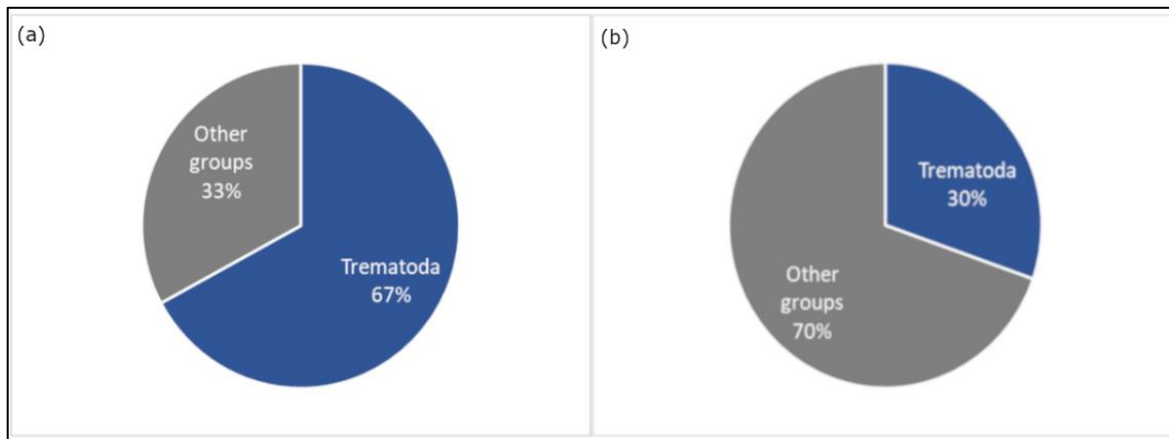 (a)
Other
groups
33%
Trematoda
67%
(b)
Trematoda
30%
Other
groups
70%